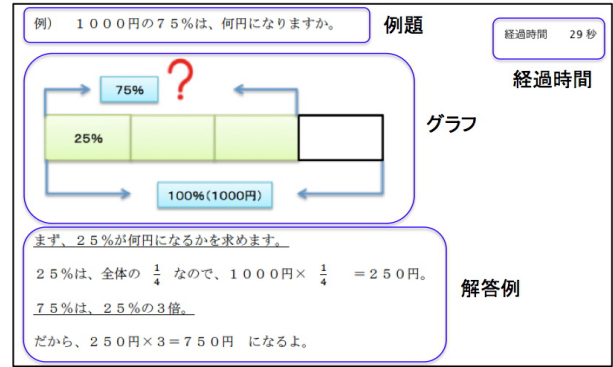 例) 1000円の75%は、何円になりますか。
例題
経過時間 29秒
経過時間
75%
?
グラフ
25%
100%(1000円)
まず、25%が何円になるかを求めます。
25%は、全体の 1/4 なので、1000円× 1/4 =250円。
75%は、25%の3倍。
だから、250円×3=750円 になるよ。
解答例